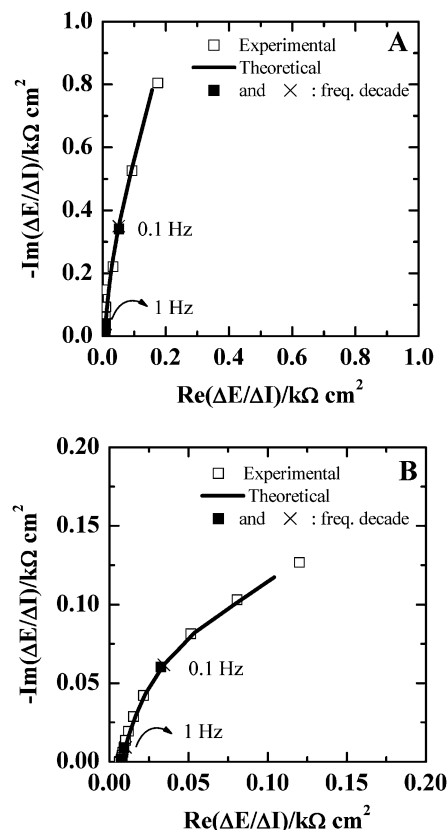 A
Experimental
Theoretical
and × : freq. decade
1.0
0.8
0.6
0.4
0.2
0.0
-Im(ΔE/ΔI)/kΩ cm²
0.1 Hz
1 Hz
0.0 0.2 0.4 0.6 0.8 1.0
Re(ΔE/ΔI)/kΩ cm²
B
Experimental
Theoretical
and × : freq. decade
0.20
0.15
0.10
0.05
0.00
-Im(ΔE/ΔI)/kΩ cm²
0.1 Hz
1 Hz
0.00 0.05 0.10 0.15 0.20
Re(ΔE/ΔI)/kΩ cm²